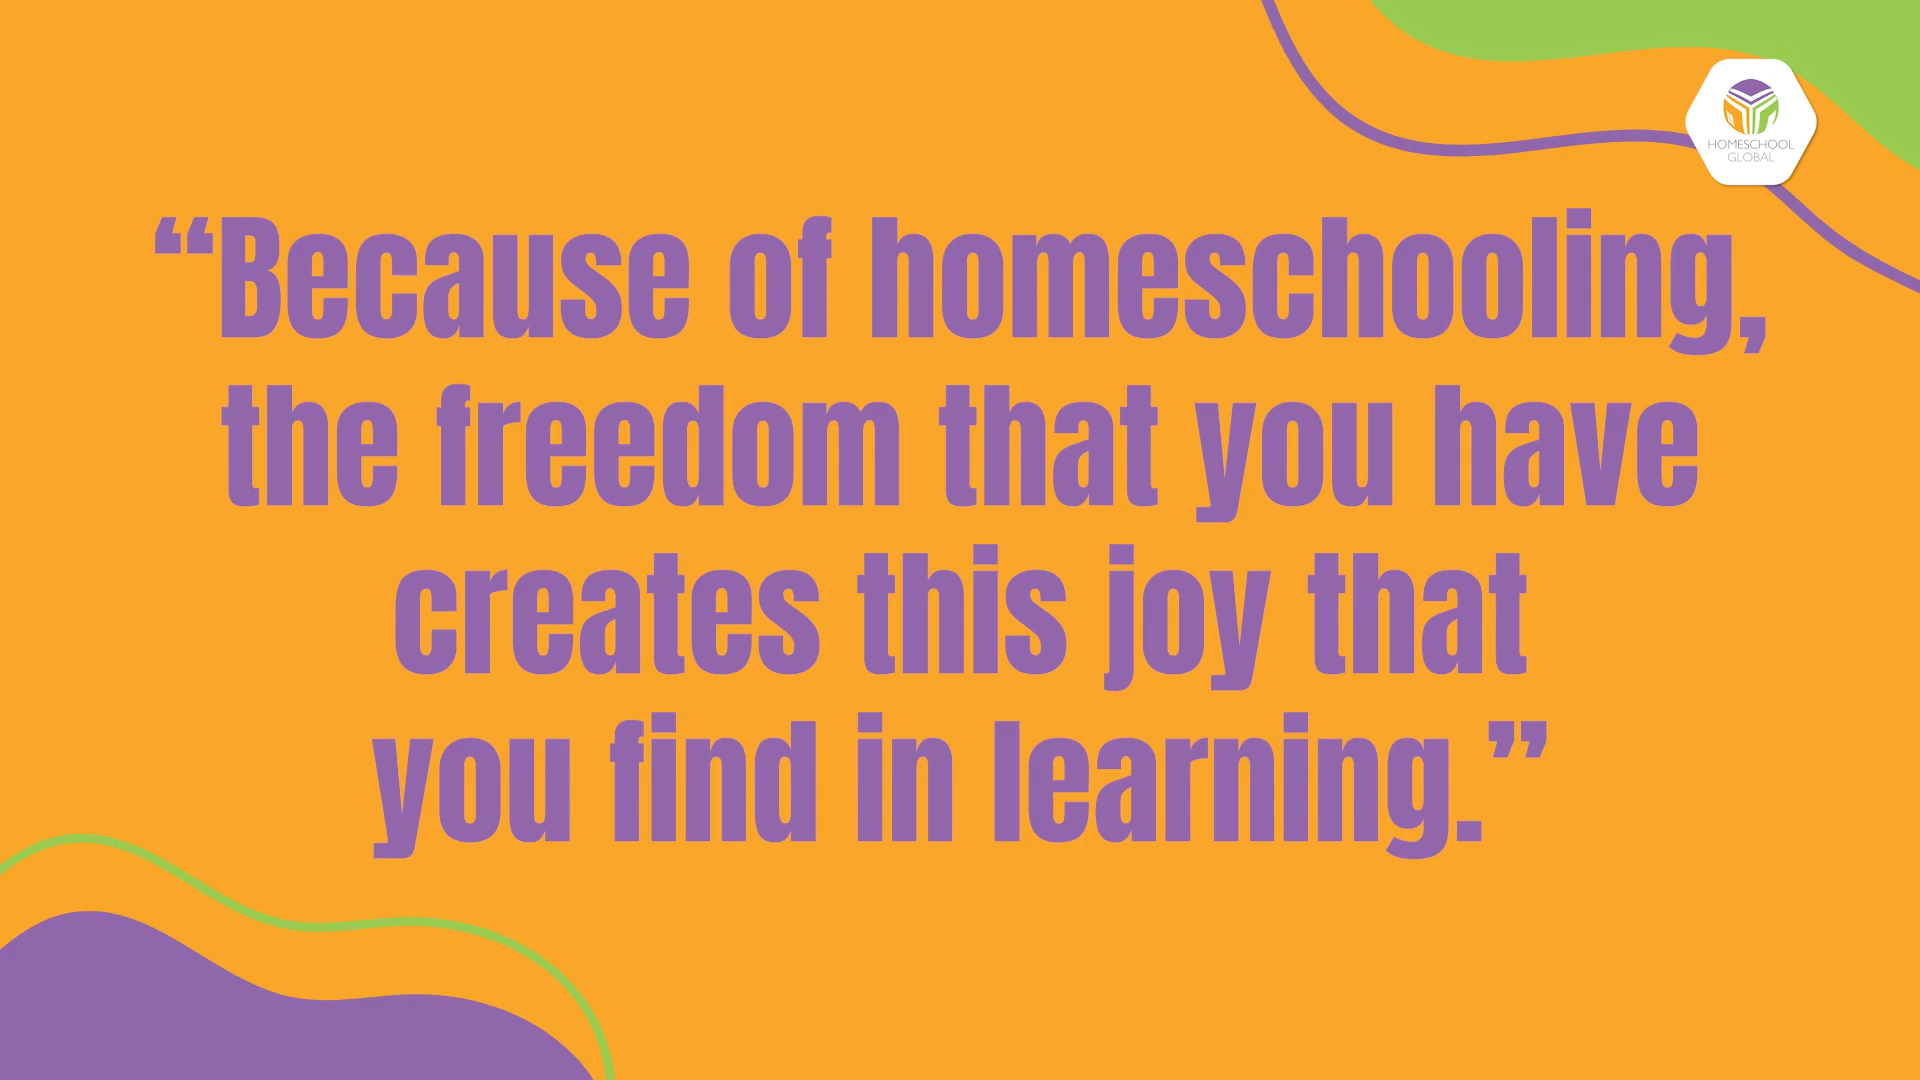 HOMESCHOOL
GLOBAL
“Because of homeschooling,
the freedom that you have
creates this joy that
you find in learning.”